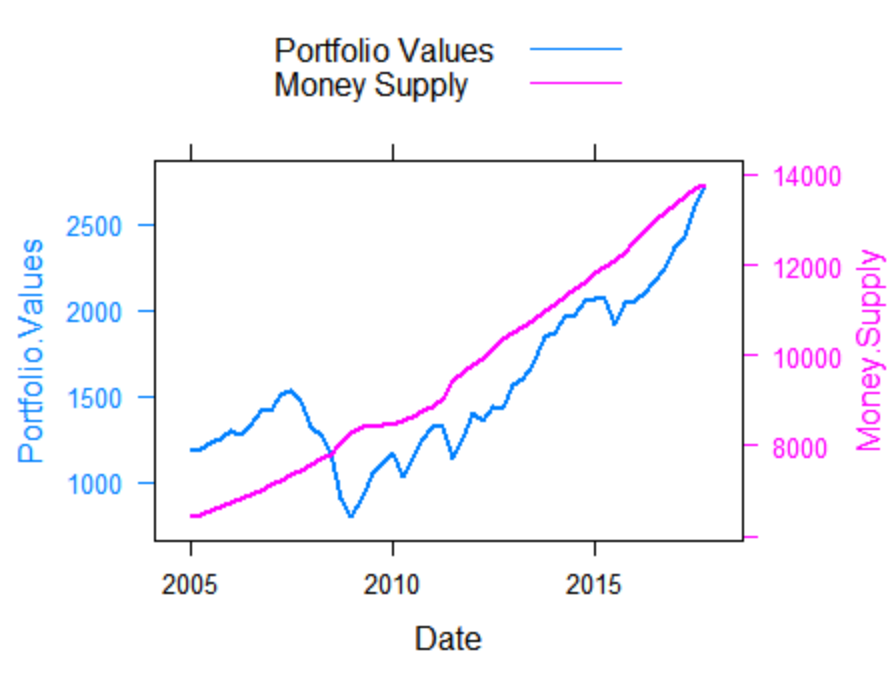 Portfolio Values
Money Supply
Portfolio.Values
2500
2000
1500
1000
14000
12000
10000
8000
Money.Supply
2005 2010 2015
Date